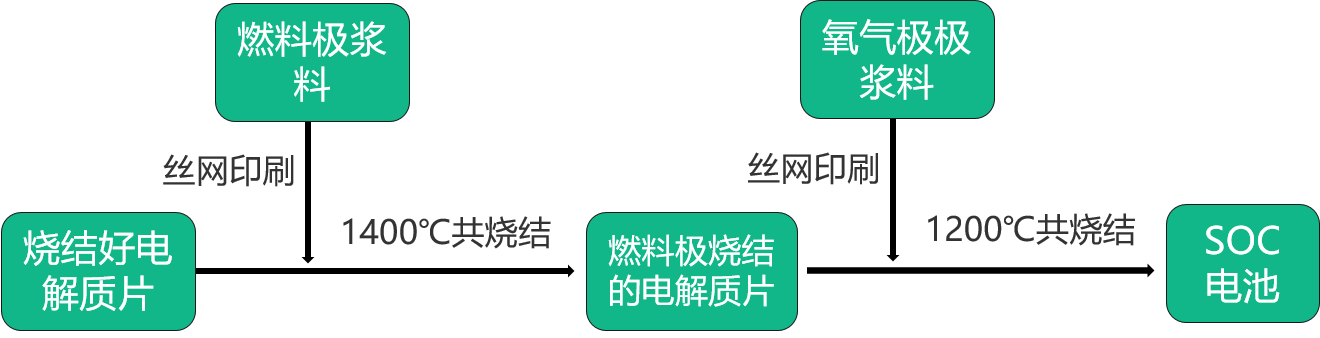 燃料极浆
料
氧气极极
浆料
丝网印刷
丝网印刷
烧结好电
解质片
1400℃共烧结
燃料极烧结
的电解质片
1200℃共烧结
SOC
电池